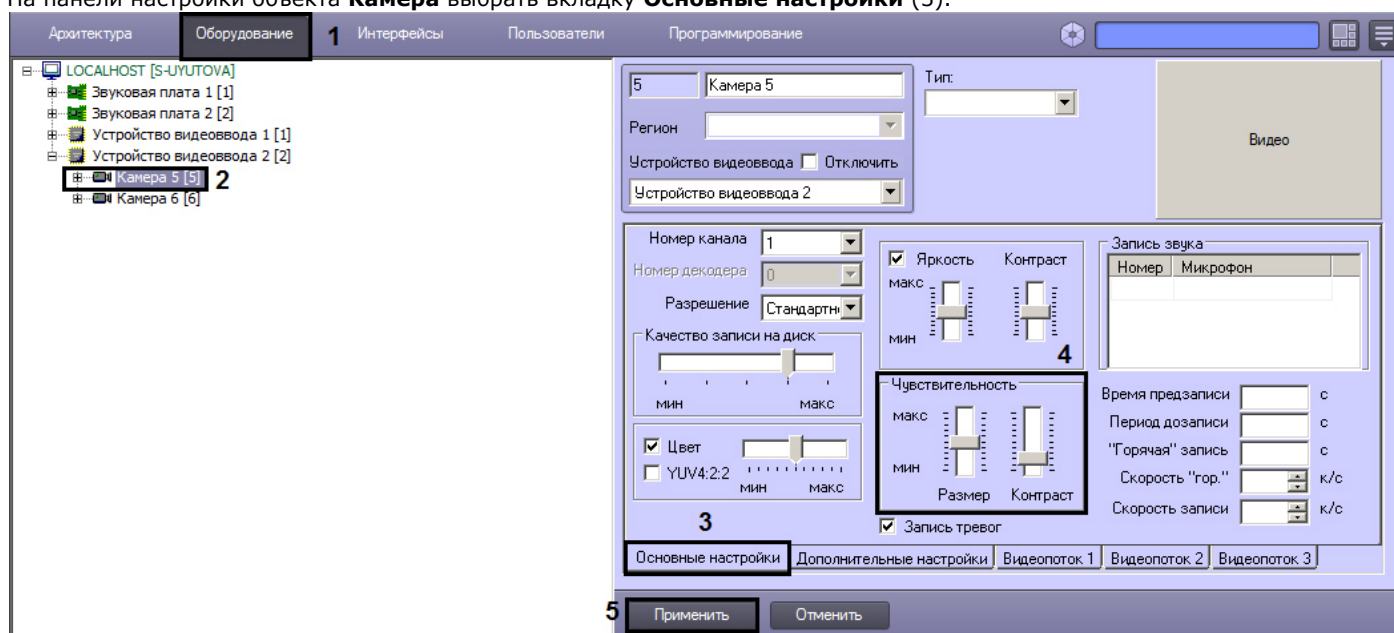 На панели настройки объекта Камера выбрать вкладку Основные настройки (3).
Архитектура Оборудование 1 Интерфейсы Пользователи Программирование
LOCALHOST [S-UYUTOVA]
Звуковая плата 1 [1]
Звуковая плата 2 [2]
Устройство видеоввода 1 [1]
Устройство видеоввода 2 [2]
Камера 5 [5] 2
Камера 6 [6]
5 Камера 5
Тип:
Регион
Устройство видеоввода Отключить
Устройство видеоввода 2
Видео
Номер канала 1
Номер декодера 0
Разрешение Стандартн
Качество записи на диск
мин макс
Цвет
YUV4:2:2
мин макс
3
Яркость Контраст
макс
мин
4
Чувствительность
макс
мин
Размер Контраст
Запись тревог
Запись звука
Номер Микрофон
Время предзаписи с
Период дозаписи с
"Горячая" запись с
Скорость "гор." к/с
Скорость записи к/с
Основные настройки Дополнительные настройки Видеопоток 1 Видеопоток 2 Видеопоток 3
5 Применить Отменить